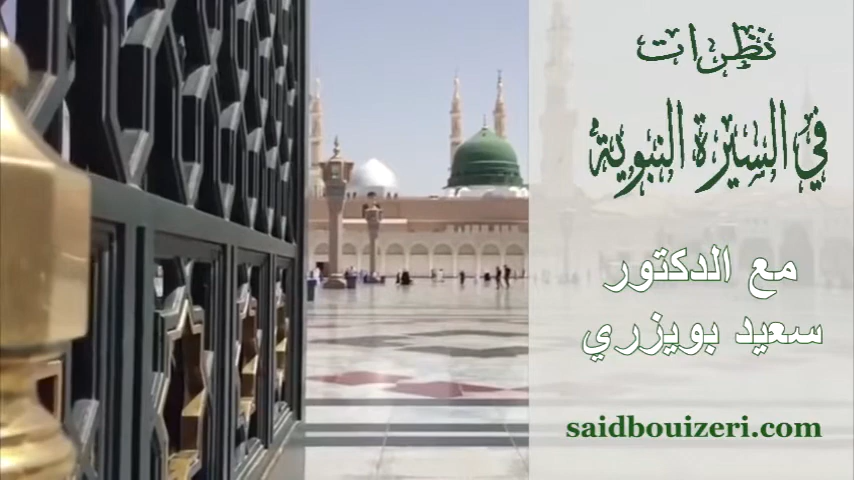 نظرات
في السيرة النبوية
مع الدكتور
سعيد بويزري
saidbouizeri.com